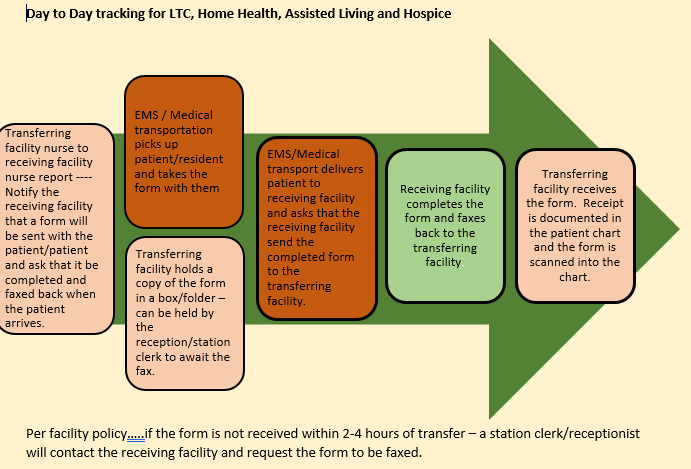 Day to Day tracking for LTC, Home Health, Assisted Living and Hospice
Transferring
facility nurse to
receiving facility
nurse report ----
Notify the
receiving facility
that a form will
be sent with the
patient/patient
and ask that it be
completed and
faxed back when
the patient
arrives.
EMS / Medical
transportation
picks up
patient/resident
and takes the
form with them
Transferring
facility holds a
copy of the form
in a box/folder –
can be held by
the
reception/station
clerk to await the
fax.
EMS/Medical
transport delivers
patient to
receiving facility
and asks that the
receiving facility
send the
completed form
to the
transferring
facility.
Receiving facility
completes the
form and faxes
back to the
transferring
facility
Transferring
facility receives
the form. Receipt
is documented in
the patient chart
and the form is
scanned into the
chart.
Per facility policy…..if the form is not received within 2-4 hours of transfer – a station clerk/receptionist
will contact the receiving facility and request the form to be faxed.